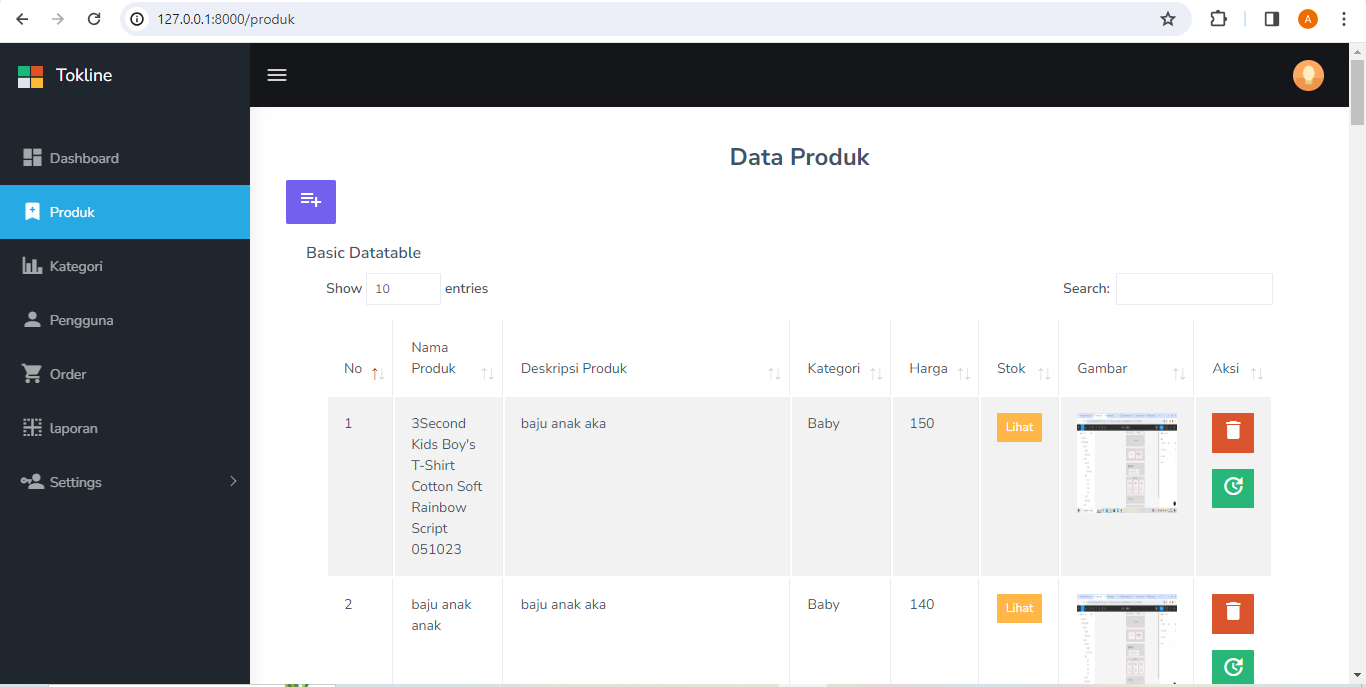 127.0.0.1:8000/produk
A
Tokline
Dashboard
Produk
Kategori
Pengguna
Order
laporan
Settings
Data Produk
Basic Datatable
Show 10 entries
Search:
No
Nama
Produk
Deskripsi Produk
Kategori
Harga
Stok
Gambar
Aksi
1
3Second
Kids Boy's
T-Shirt
Cotton Soft
Rainbow
Script
051023
baju anak aka
Baby
150
Lihat
2
baju anak
anak
baju anak aka
Baby
140
Lihat